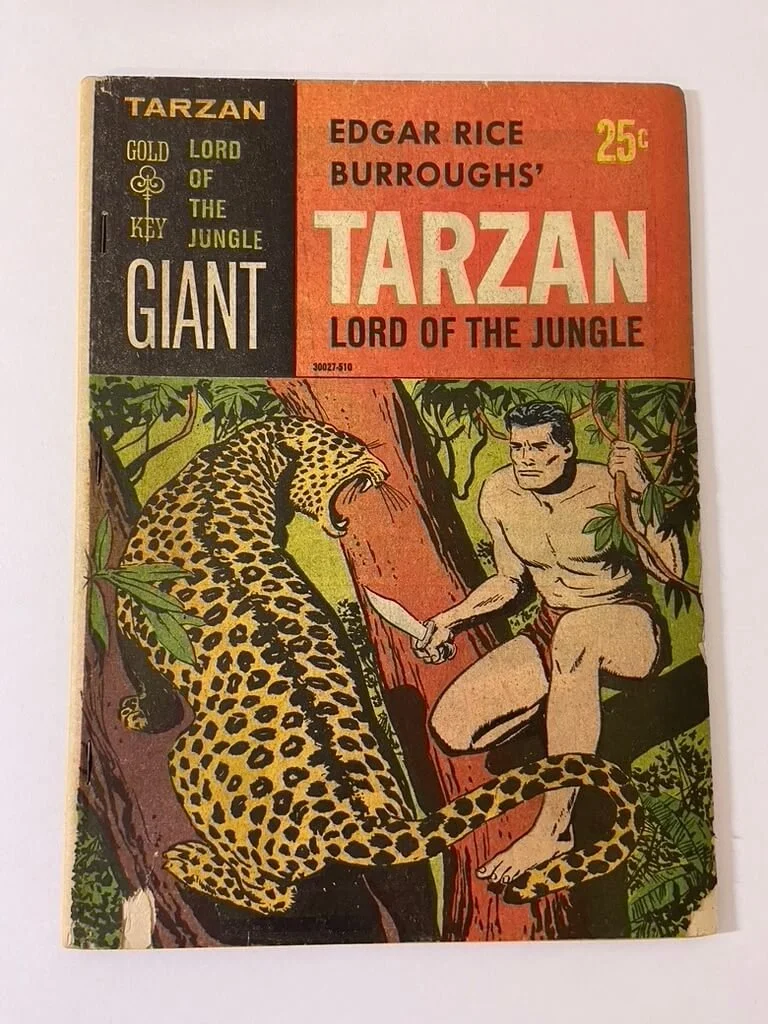 TARZAN
GOLD
KEY
LORD
OF
THE
JUNGLE
GIANT
EDGAR RICE
BURROUGHS’
25¢
TARZAN
LORD OF THE JUNGLE
30027-510